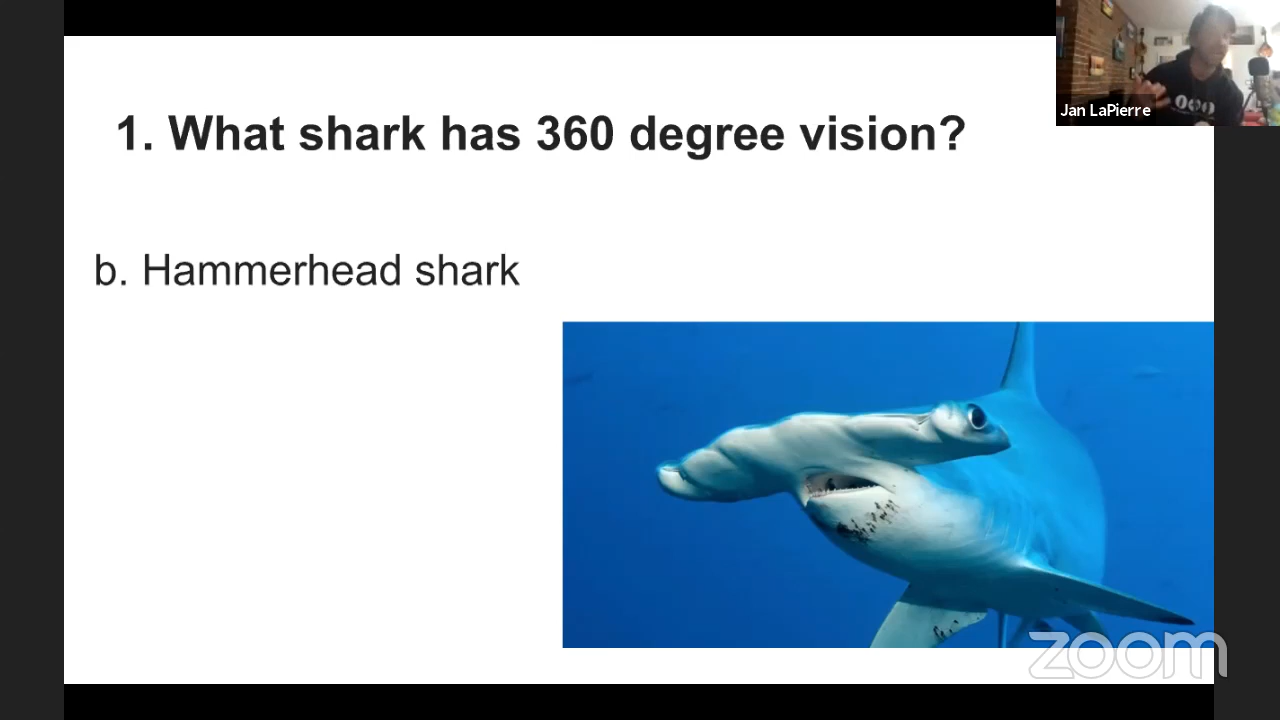 1. What shark has 360 degree vision?
b. Hammerhead shark
Jan LaPierre
zoom